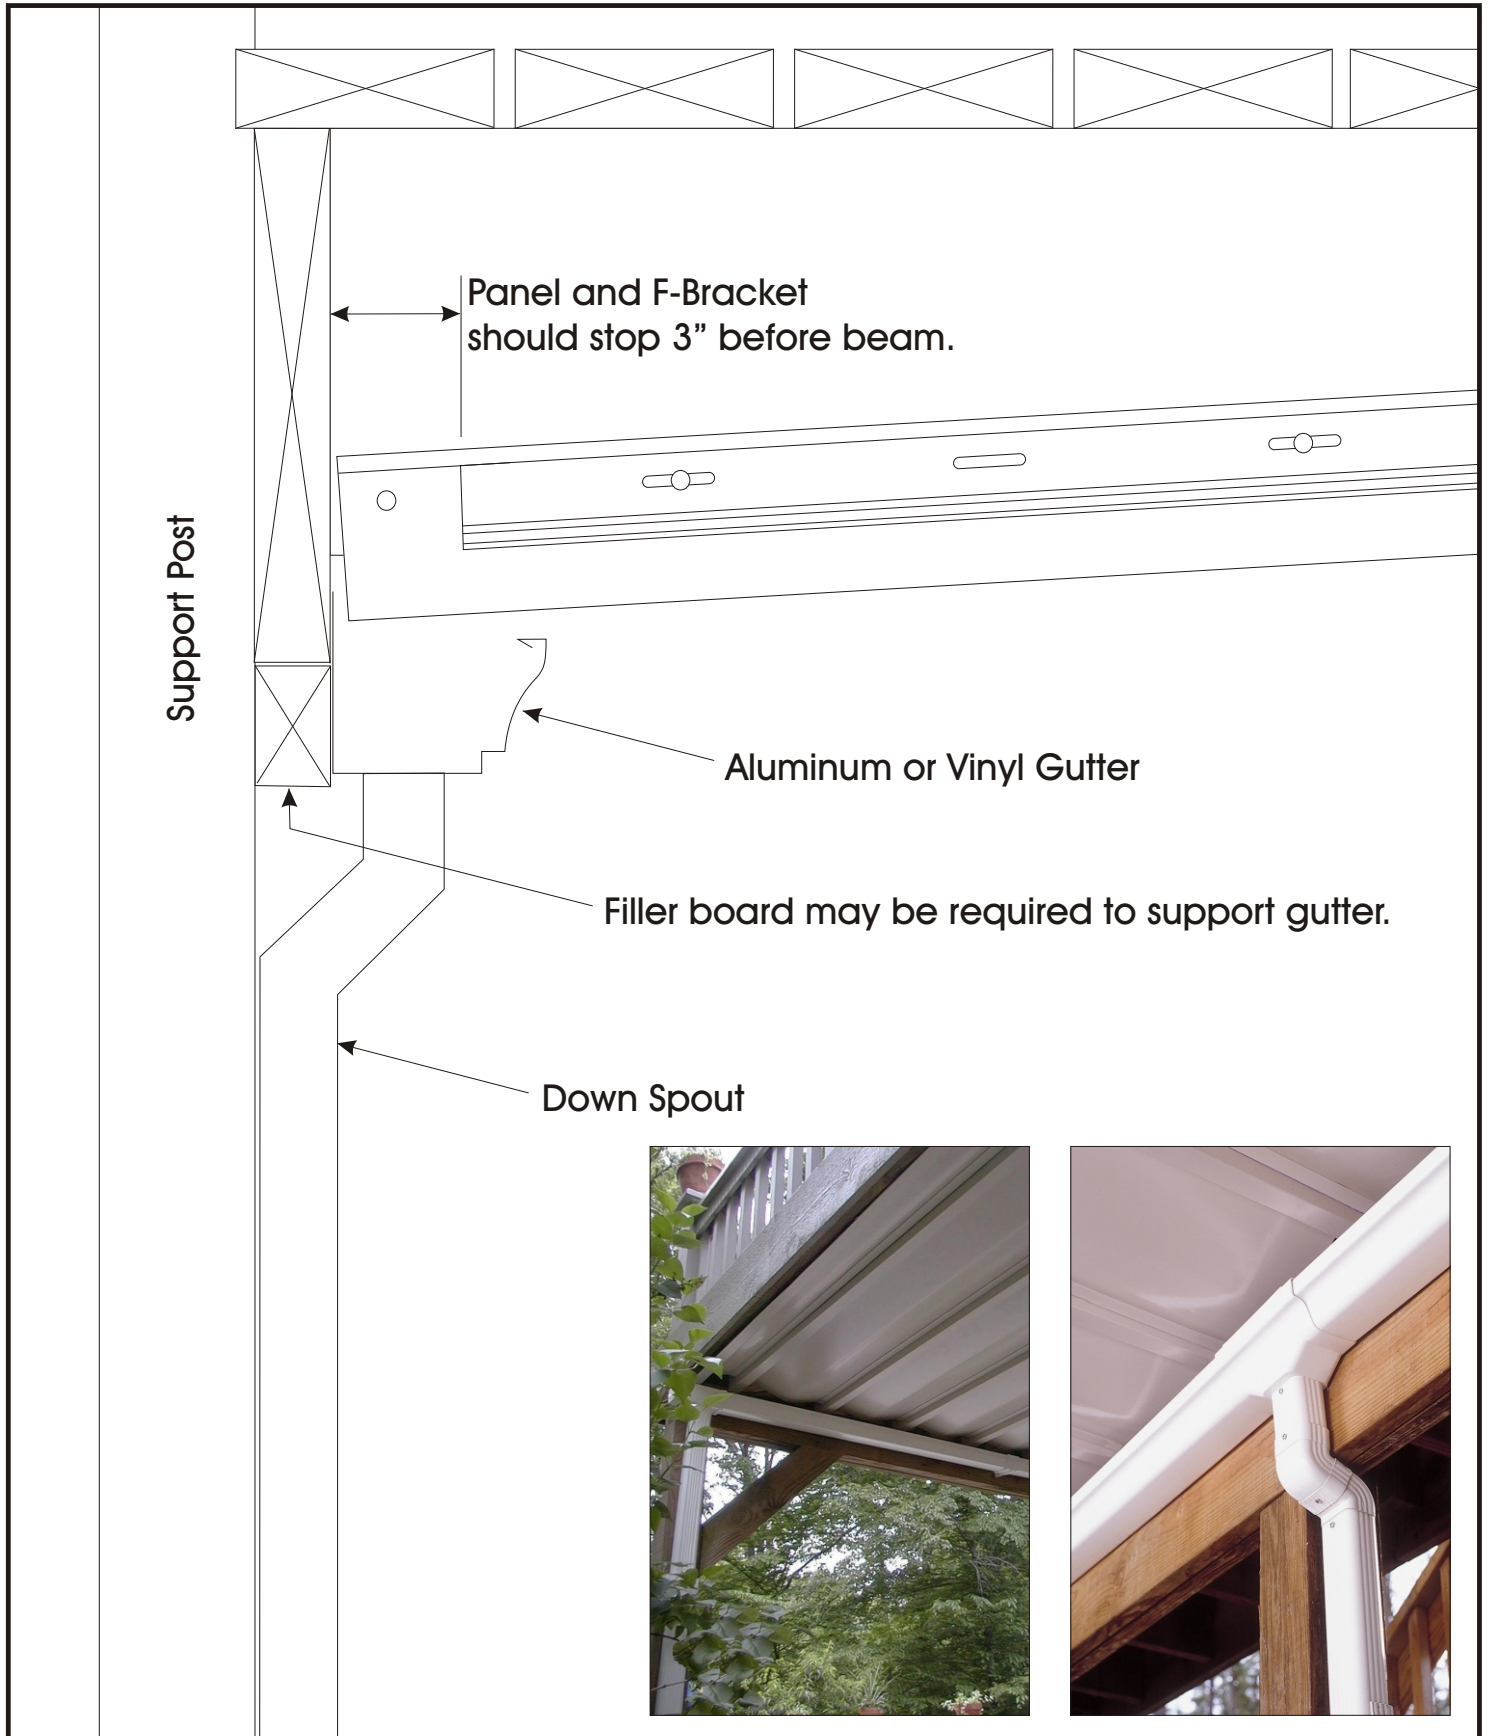 Panel and F-Bracket
should stop 3” before beam.
Support Post
Aluminum or Vinyl Gutter
Filler board may be required to support gutter.
Down Spout